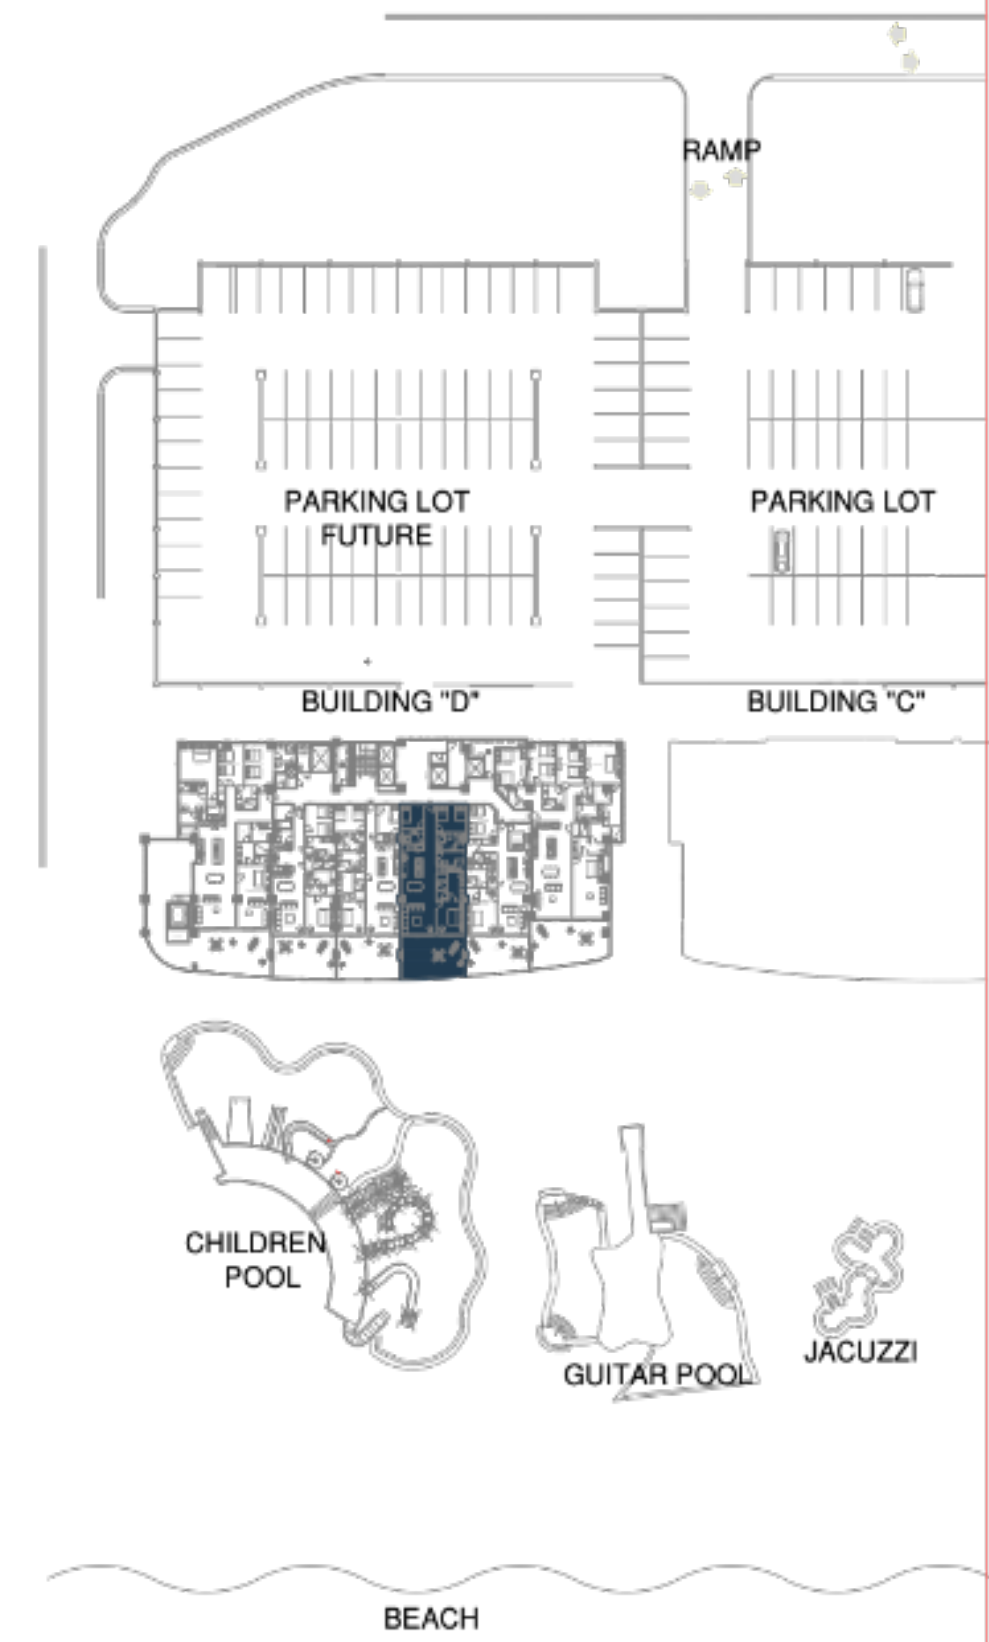 RAMP
PARKING LOT
FUTURE
PARKING LOT
BUILDING "D"
BUILDING "C"
CHILDREN
POOL
GUITAR POOL
JACUZZI
BEACH